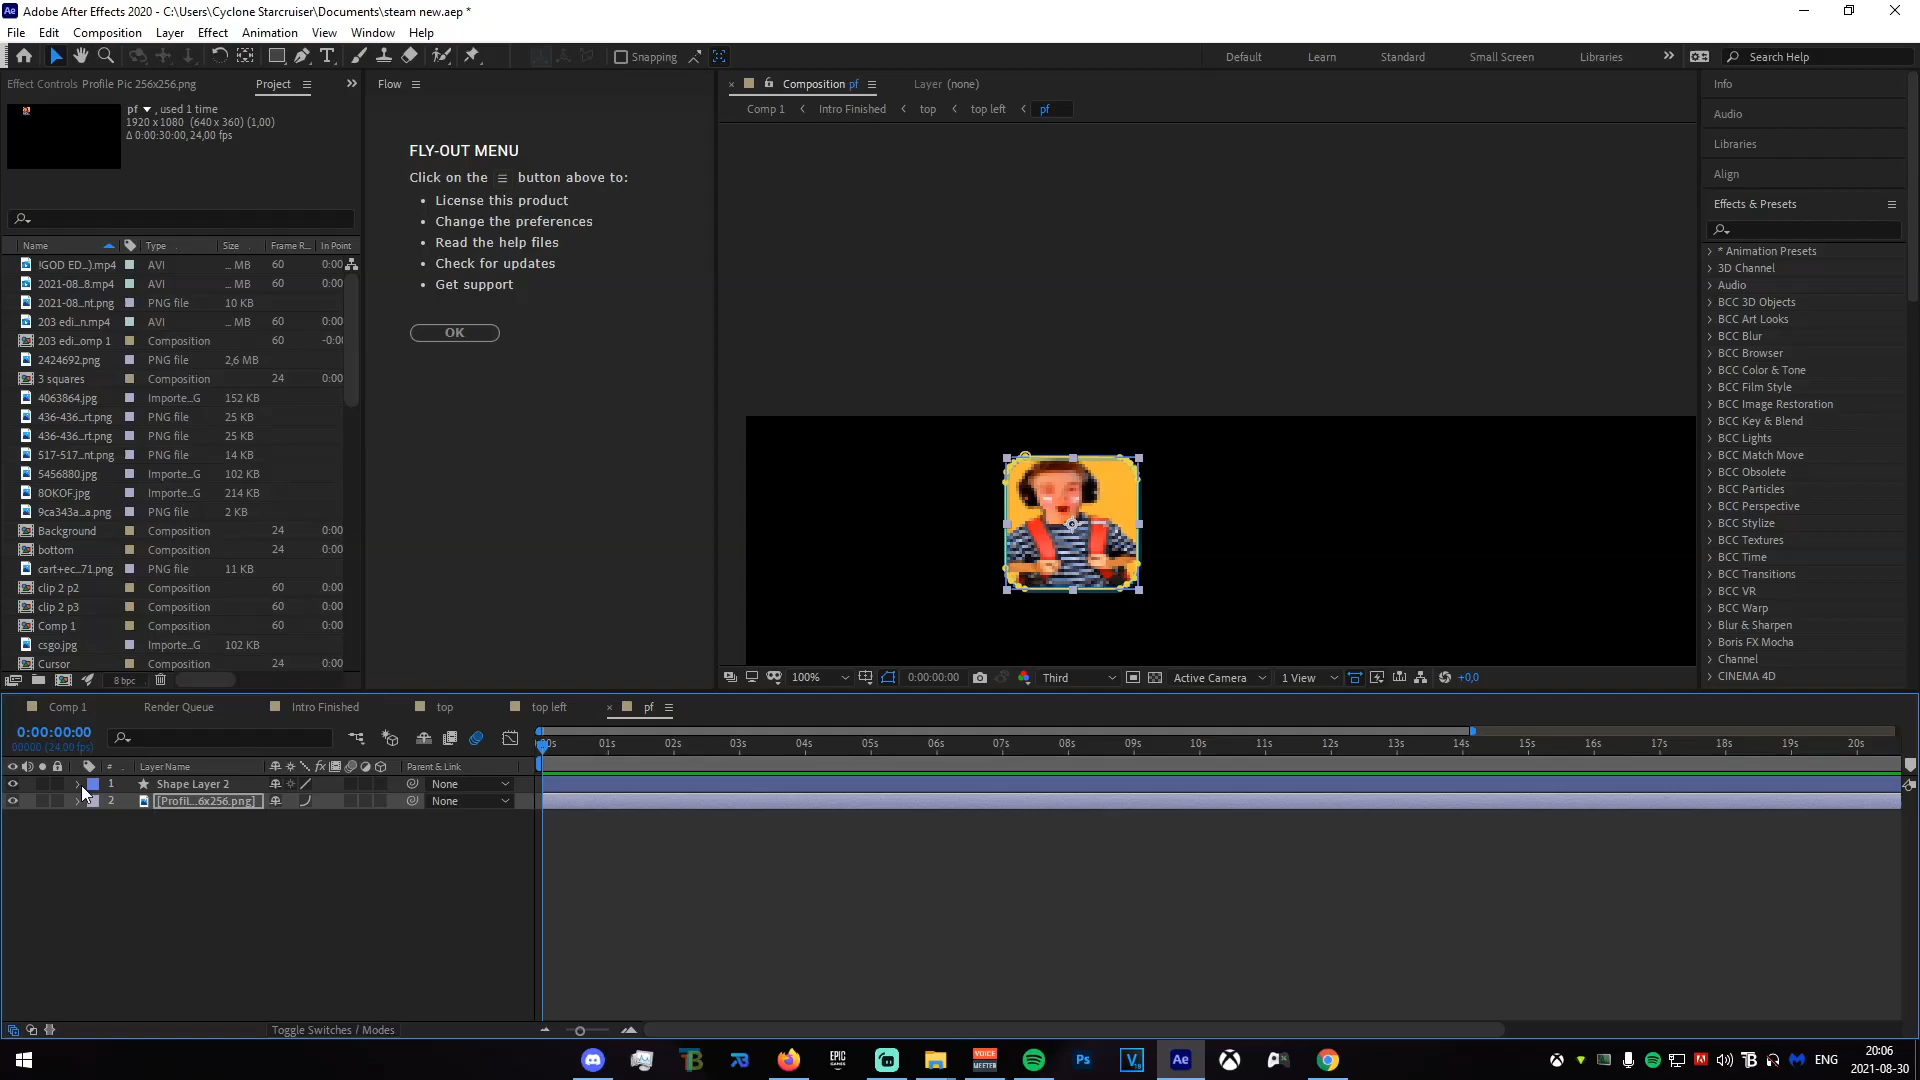 Adobe After Effects 2020 - C:\Users\Cyclone Starcruiser\Documents\steam new.aep *
File Edit Composition Layer Effect Animation View Window Help
Snapping Default Learn Standard Small Screen Libraries Search Help
Effect Controls Profile Pic 256x256.png Project
Flow
Composition pf Layer (none)
Comp 1 Intro Finished top top left pf
pf , used 1 time
1920 x 1080 (640 x 360) (1,00)
Δ 0:00:30:00, 24,00 fps
FLY-OUT MENU
Click on the button above to:
• License this product
• Change the preferences
• Read the help files
• Check for updates
• Get support
OK
Name Type Size Frame R... In Point
!GOD ED...).mp4 AVI ... MB 60 0:00
2021-08...8.mp4 AVI ... MB 60 0:00
2021-08...nt.png PNG file 10 KB
203 edi...n.mp4 AVI ... MB 60 0:00
203 edi...omp 1 Composition 60 -0:00
2424692.png PNG file 2,6 MB
3 squares Composition 24 0:00
4063864.jpg Importe...G 152 KB
436-436...rt.png PNG file 25 KB
436-436...rt.png PNG file 25 KB
517-517...nt.png PNG file 14 KB
5456880.jpg Importe...G 102 KB
8OKOF.jpg Importe...G 214 KB
9ca343a...a.png PNG file 2 KB
Background Composition 24 0:00
bottom Composition 24 0:00
cart+ec...71.png PNG file 11 KB
clip 2 p2 Composition 60 0:00
clip 2 p3 Composition 60 0:00
Comp 1 Composition 60 0:00
csgo.jpg Importe...G 102 KB
Cursor Composition 24 0:00
8 bpc
100% 0:00:00:00 Third Active Camera 1 View +0,0
Info
Audio
Libraries
Align
Effects & Presets
* Animation Presets
3D Channel
Audio
BCC 3D Objects
BCC Art Looks
BCC Blur
BCC Browser
BCC Color & Tone
BCC Film Style
BCC Image Restoration
BCC Key & Blend
BCC Lights
BCC Match Move
BCC Obsolete
BCC Particles
BCC Perspective
BCC Stylize
BCC Textures
BCC Time
BCC Transitions
BCC VR
BCC Warp
Blur & Sharpen
Boris FX Mocha
Channel
CINEMA 4D
Comp 1 Render Queue Intro Finished top top left pf
0:00:00:00
00000 (24.00 fps)
:00s 01s 02s 03s 04s 05s 06s 07s 08s 09s 10s 11s 12s 13s 14s 15s 16s 17s 18s 19s 20s
# Layer Name Parent & Link
1 Shape Layer 2 None
2 [Profil...6x256.png] None
Toggle Switches / Modes
EPIC GAMES VOICE MEETER Ps V Ae ENG
20:06
2021-08-30